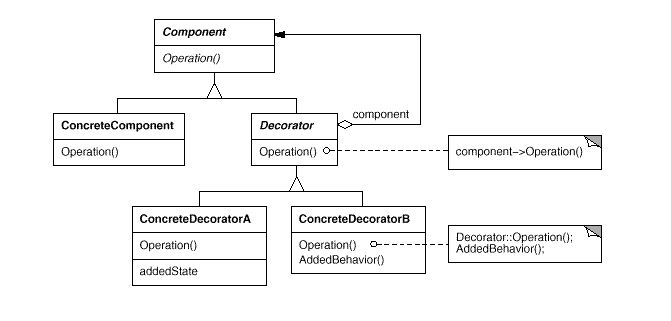 Component
Operation()
component
ConcreteComponent
Operation()
Decorator
Operation()
component->Operation()
ConcreteDecoratorA
Operation()
addedState
ConcreteDecoratorB
Operation()
AddedBehavior()
Decorator::Operation();
AddedBehavior();